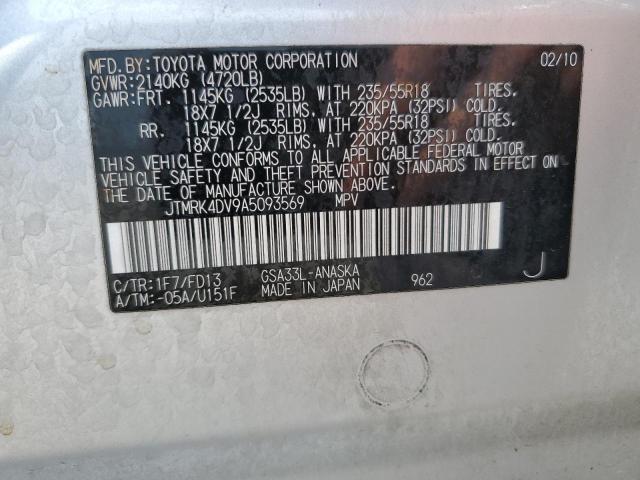 MFD.BY: TOYOTA MOTOR CORPORATION 02/10
GVWR: 2140KG (4720LB)
GAWR: FRT. 1145KG (2535LB) WITH 235/55R18 TIRES,
18X7 1/2J RIMS, AT 220KPA (32PSI) COLD.
RR. 1145KG (2535LB) WITH 235/55R18 TIRES,
18X7 1/2J RIMS, AT 220KPA (32PSI) COLD.
THIS VEHICLE CONFORMS TO ALL APPLICABLE FEDERAL MOTOR
VEHICLE SAFETY AND THEFT PREVENTION STANDARDS IN EFFECT ON
THE DATE OF MANUFACTURE SHOWN ABOVE.
JTMRK4DV9A5093569 MPV
C/TR:1F7/FD13 GSA33L-ANASKA
A/TM:-05A/U151F MADE IN JAPAN 962 J